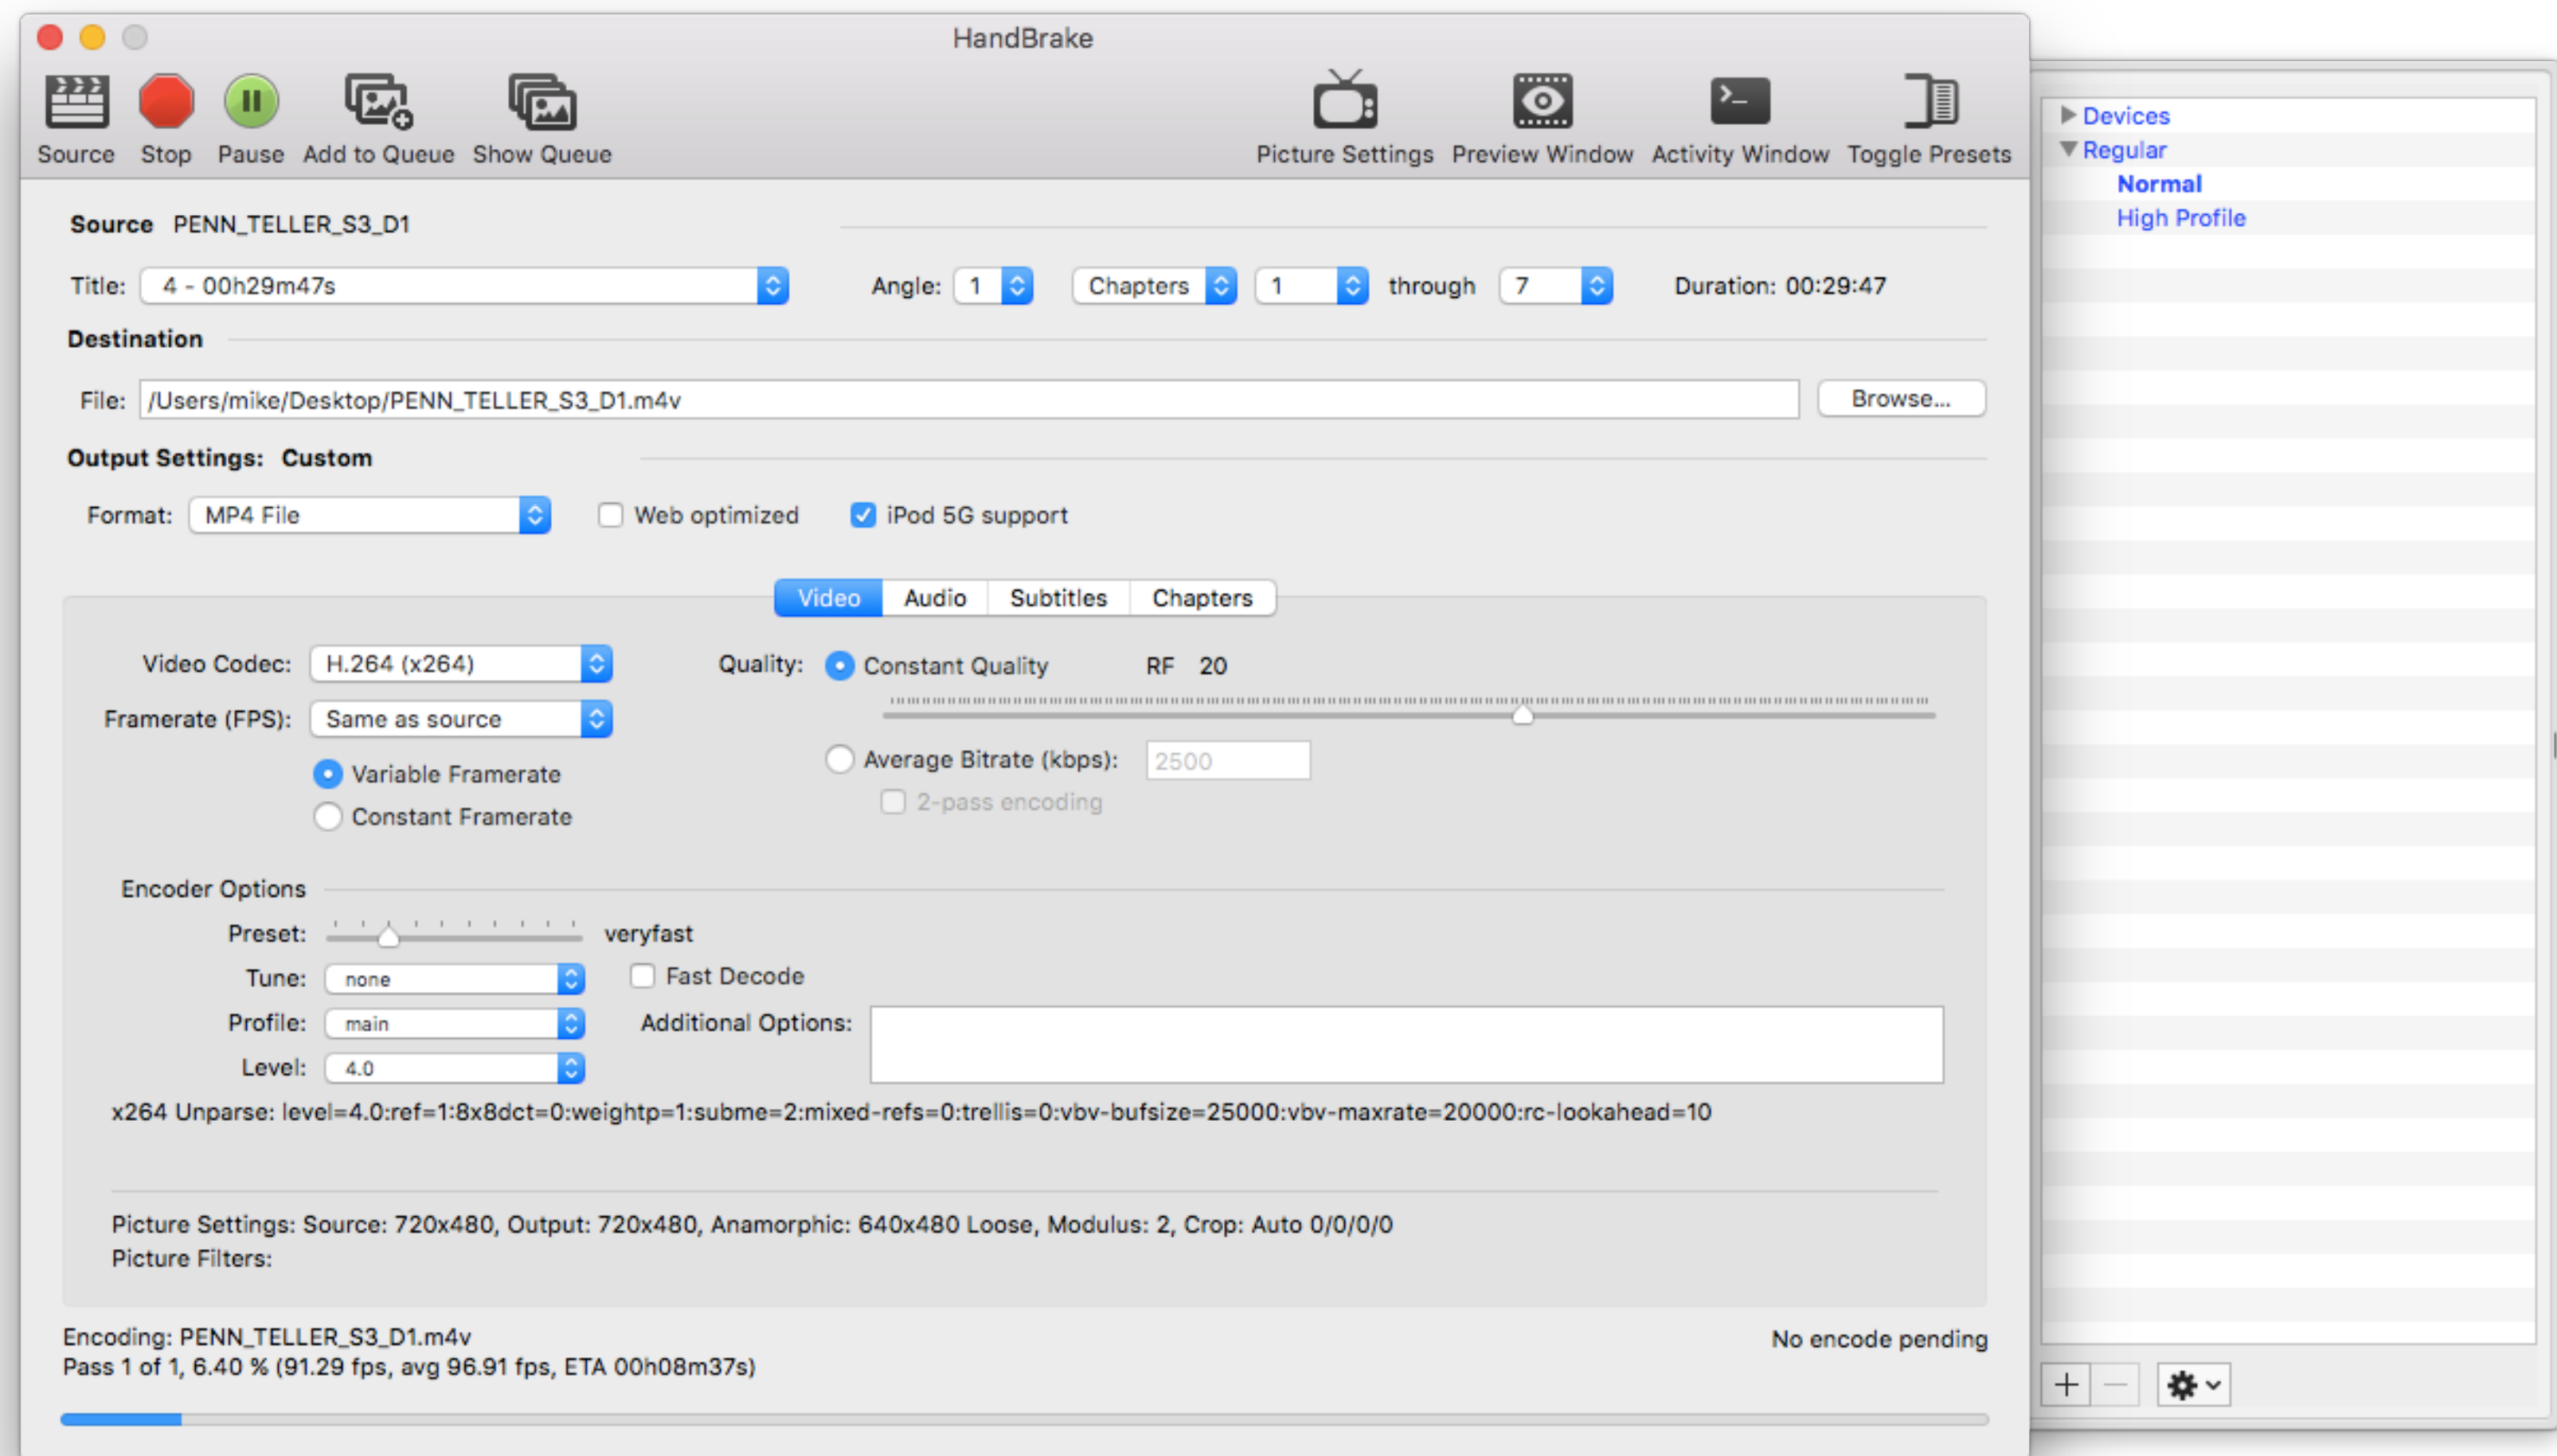 HandBrake
Source Stop Pause Add to Queue Show Queue Picture Settings Preview Window Activity Window Toggle Presets
Source PENN_TELLER_S3_D1
Title: 4 - 00h29m47s Angle: 1 Chapters 1 through 7 Duration: 00:29:47
Destination
File: /Users/mike/Desktop/PENN_TELLER_S3_D1.m4v Browse...
Output Settings: Custom
Format: MP4 File Web optimized iPod 5G support
Video Audio Subtitles Chapters
Video Codec: H.264 (x264) Quality: Constant Quality RF 20
Framerate (FPS): Same as source
Variable Framerate Average Bitrate (kbps): 2500
Constant Framerate 2-pass encoding
Encoder Options
Preset: veryfast
Tune: none Fast Decode
Profile: main Additional Options:
Level: 4.0
x264 Unparse: level=4.0:ref=1:8x8dct=0:weightp=1:subme=2:mixed-refs=0:trellis=0:vbv-bufsize=25000:vbv-maxrate=20000:rc-lookahead=10
Picture Settings: Source: 720x480, Output: 720x480, Anamorphic: 640x480 Loose, Modulus: 2, Crop: Auto 0/0/0/0
Picture Filters:
Encoding: PENN_TELLER_S3_D1.m4v No encode pending
Pass 1 of 1, 6.40 % (91.29 fps, avg 96.91 fps, ETA 00h08m37s)
Devices
Regular
Normal
High Profile